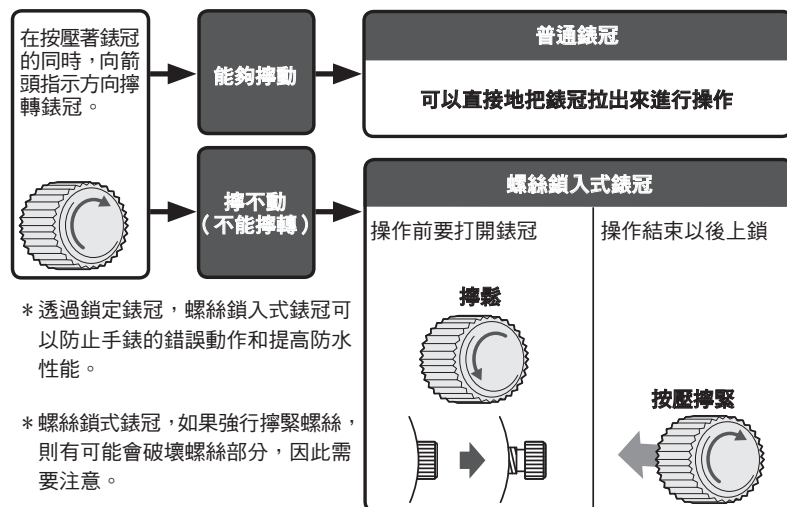 在按壓著錶冠
的同時，向箭
頭指示方向擰
轉錶冠。
能夠擰動
普通錶冠
可以直接地把錶冠拉出來進行操作
擰不動
（不能擰轉）
螺絲鎖入式錶冠
操作前要打開錶冠
擰鬆
操作結束以後上鎖
按壓擰緊
＊透過鎖定錶冠，螺絲鎖入式錶冠可
以防止手錶的錯誤動作和提高防水
性能。
＊螺絲鎖式錶冠，如果強行擰緊螺絲，
則有可能會破壞螺絲部分，因此需
要注意。